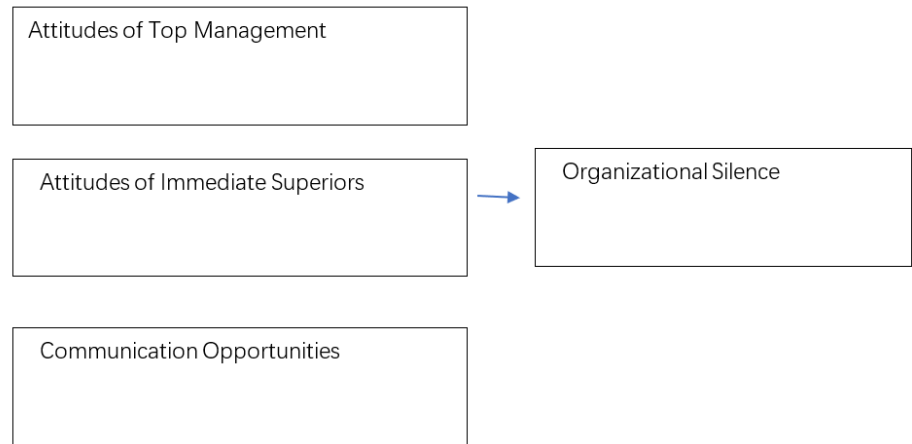 Attitudes of Top Management
Attitudes of Immediate Superiors
Organizational Silence
Communication Opportunities